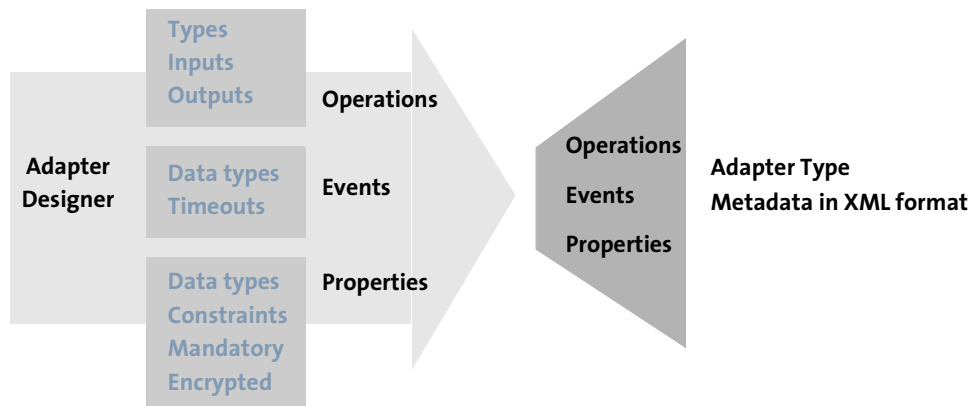 Adapter
Designer
Types
Inputs
Outputs
Operations
Data types
Timeouts
Events
Data types
Constraints
Mandatory
Encrypted
Properties
Operations
Events
Properties
Adapter Type
Metadata in XML format